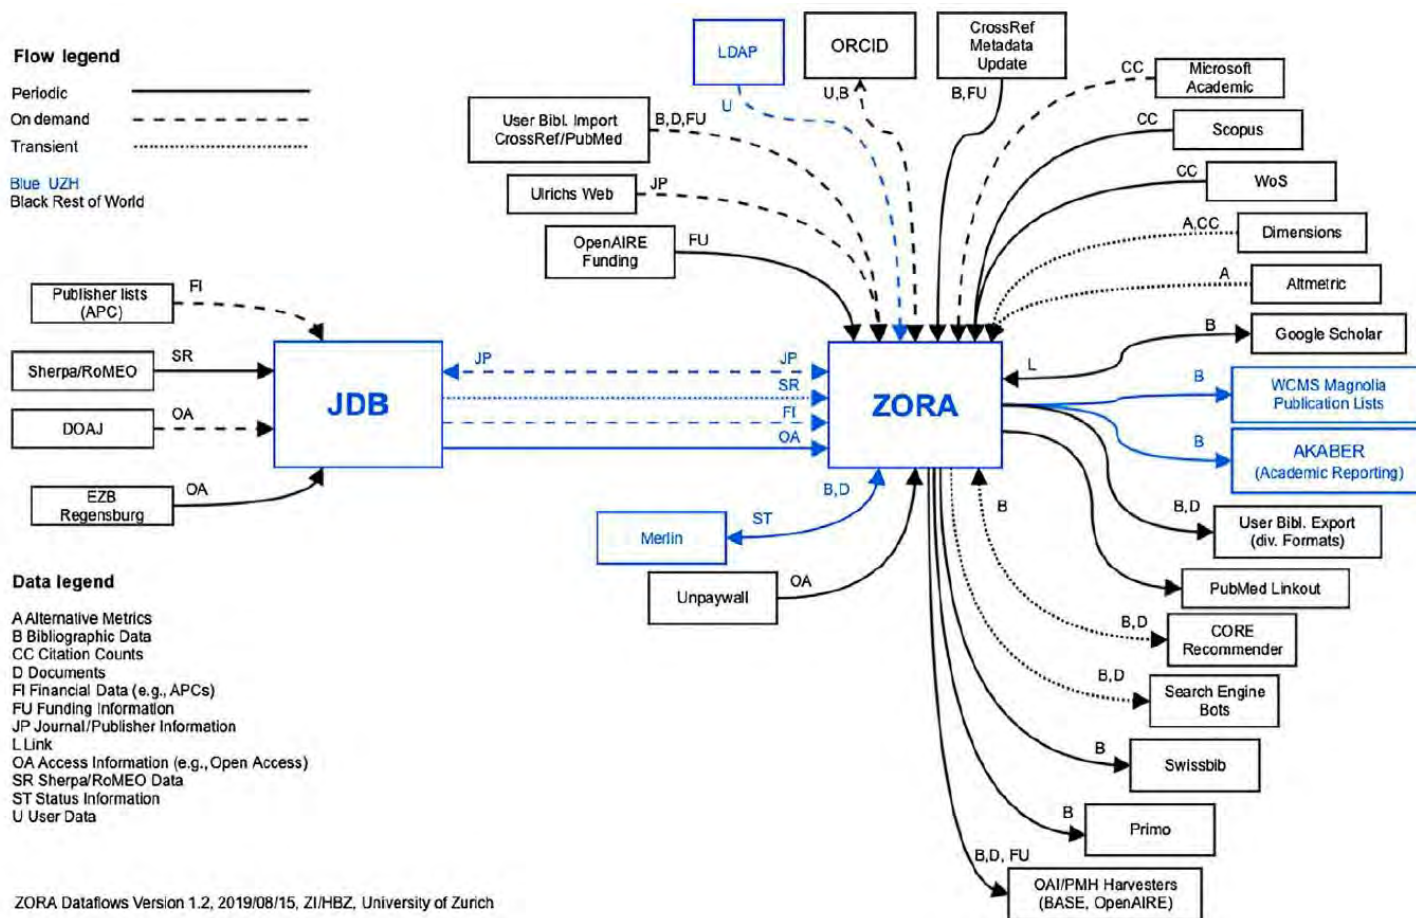 Flow legend
Periodic
On demand
Transient
Blue UZH
Black Rest of World
LDAP
U
ORCID
U,B
CrossRef
Metadata
Update
B,FU
CC
Microsoft
Academic
CC
Scopus
CC
WoS
A,CC
Dimensions
A
Altmetric
User Bibl. Import
CrossRef/PubMed
B,D,FU
Ulrichs Web
JP
OpenAIRE
Funding
FU
Publisher lists
(APC)
FI
Sherpa/RoMEO
SR
DOAJ
OA
EZB
Regensburg
OA
JDB
JP
JP
SR
FI
OA
ZORA
L
B
Google Scholar
B
WCMS Magnolia
Publication Lists
B
AKABER
(Academic Reporting)
B,D
User Bibl. Export
(div. Formats)
PubMed Linkout
B
B,D
CORE
Recommender
B,D
Search Engine
Bots
B
Swissbib
B
Primo
B,D, FU
OAI/PMH Harvesters
(BASE, OpenAIRE)
B,D
ST
Merlin
Unpaywall
OA
Data legend
A Alternative Metrics
B Bibliographic Data
CC Citation Counts
D Documents
FI Financial Data (e.g., APCs)
FU Funding Information
JP Journal/Publisher Information
L Link
OA Access Information (e.g., Open Access)
SR Sherpa/RoMEO Data
ST Status Information
U User Data
ZORA Dataflows Version 1.2, 2019/08/15, ZI/HBZ, University of Zurich